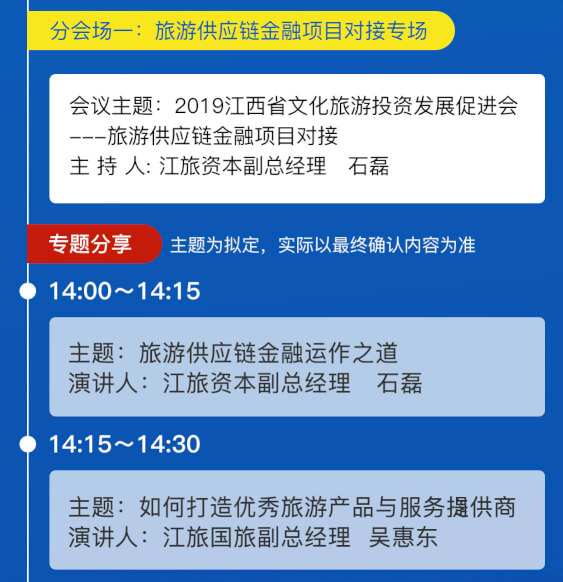 分会场一：旅游供应链金融项目对接专场
会议主题：2019江西省文化旅游投资发展促进会
---旅游供应链金融项目对接
主 持 人: 江旅资本副总经理 石磊
专题分享 主题为拟定，实际以最终确认内容为准
14:00～14:15
主题：旅游供应链金融运作之道
演讲人：江旅资本副总经理 石磊
14:15～14:30
主题：如何打造优秀旅游产品与服务提供商
演讲人：江旅国旅副总经理 吴惠东